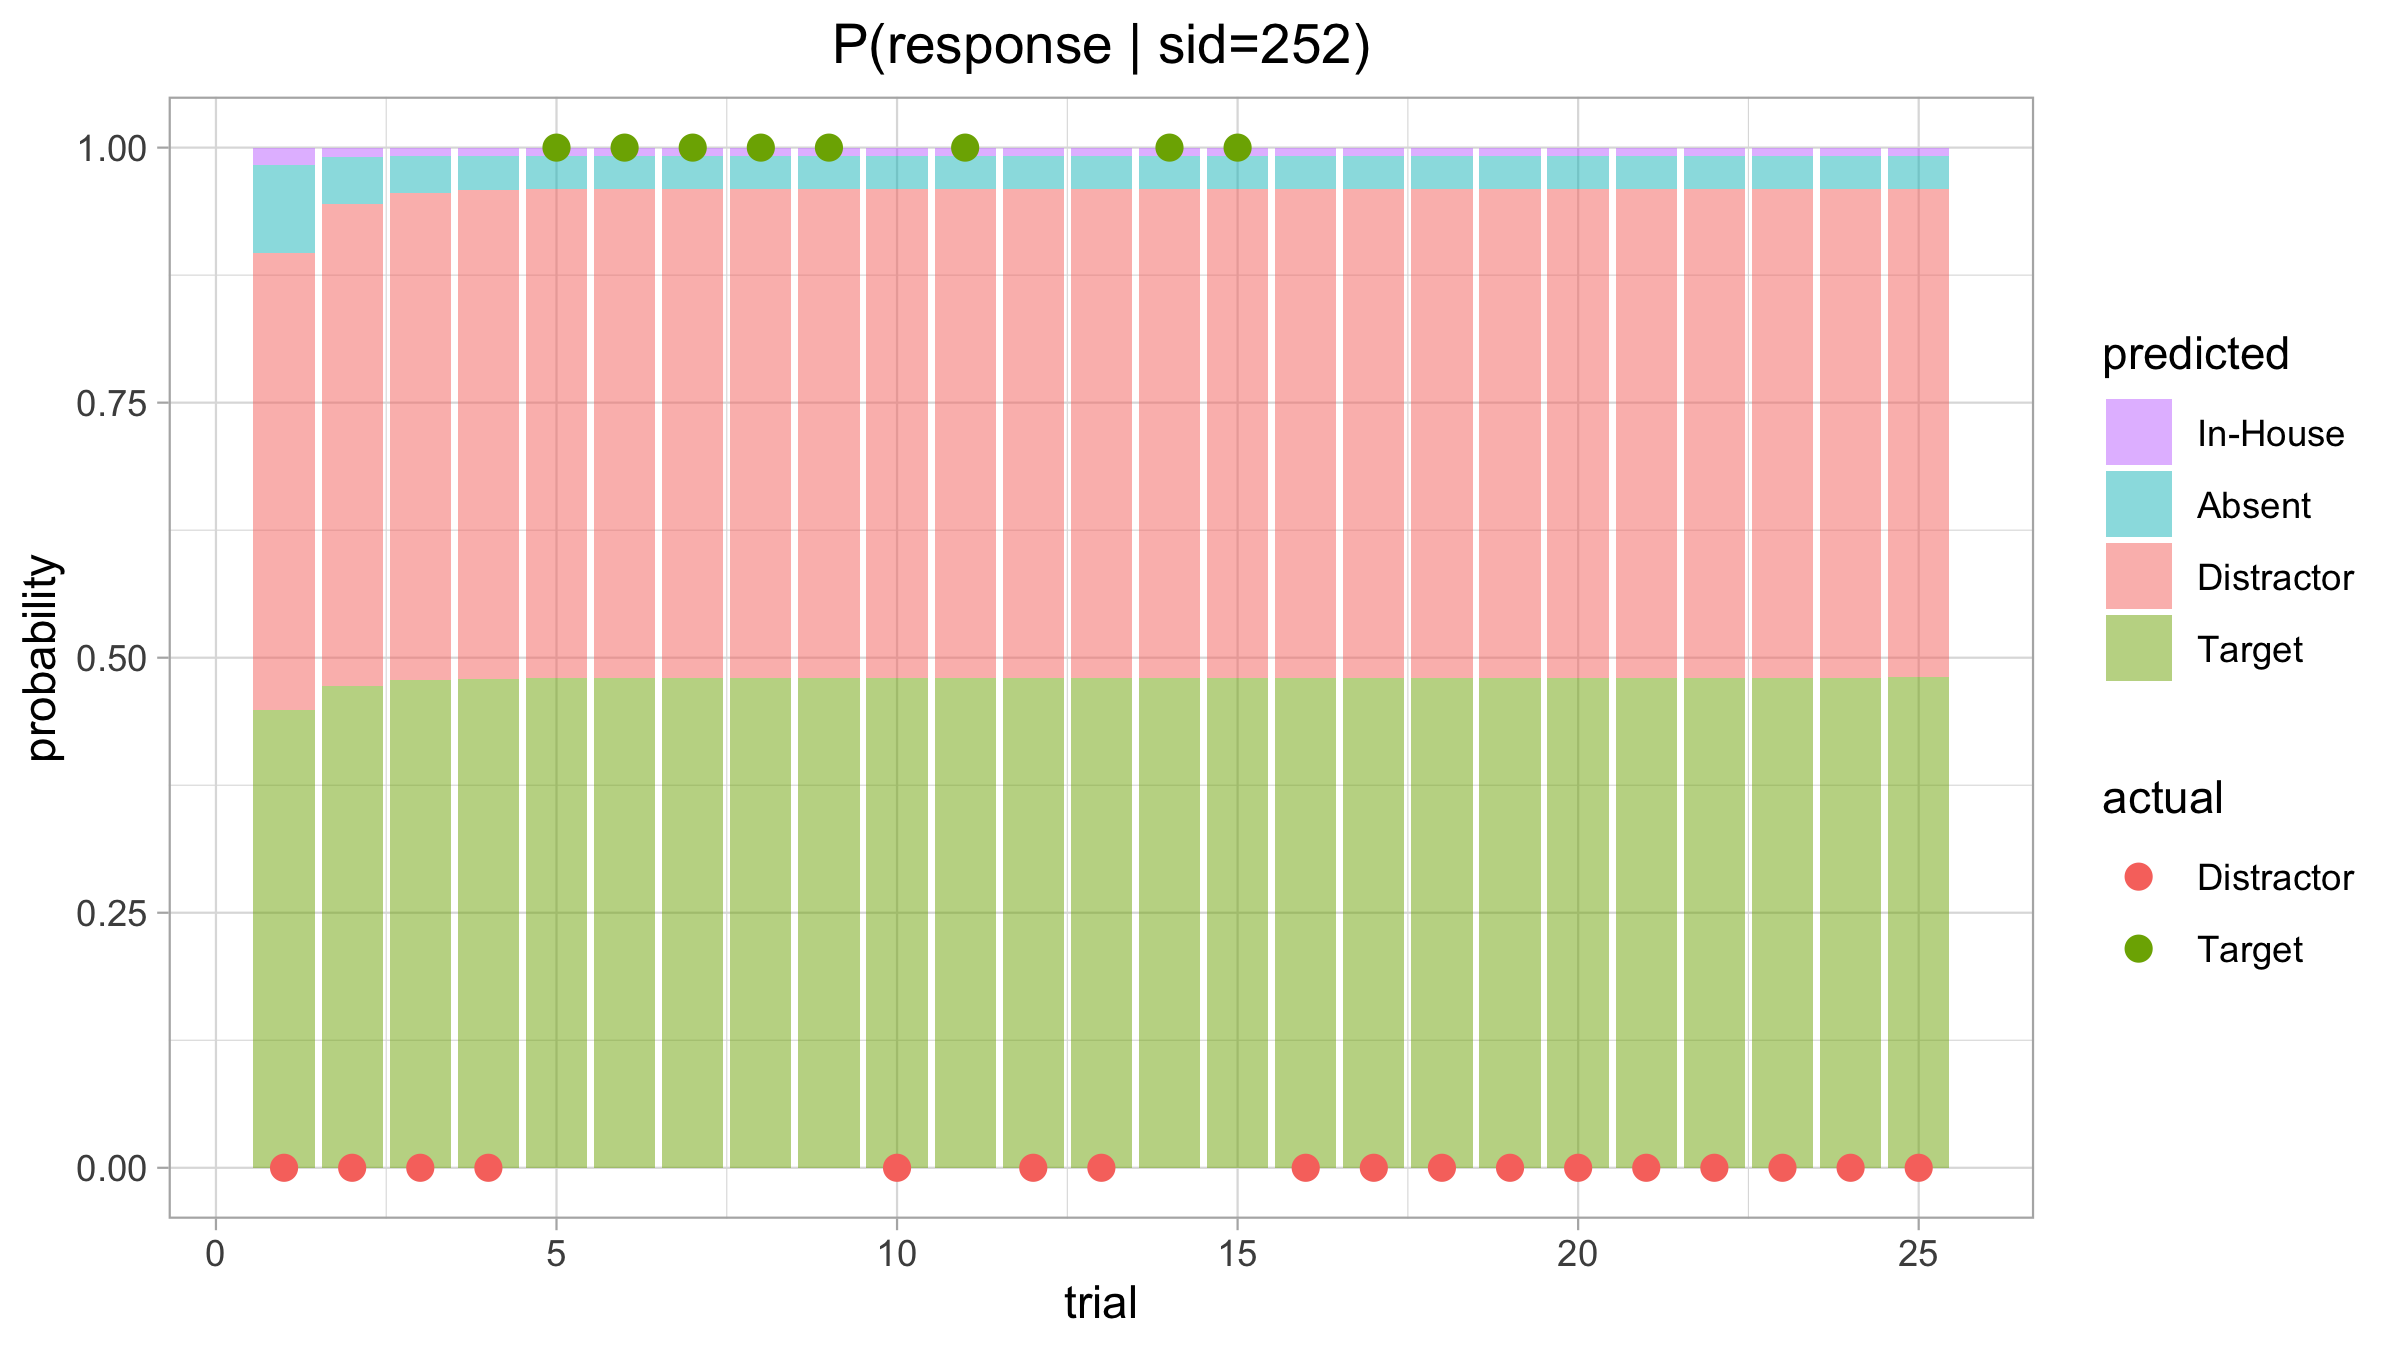 P(response | sid=252)
probability
1.00
0.75
0.50
0.25
0.00
0 5 10 15 20 25
trial
predicted
In-House
Absent
Distractor
Target
actual
Distractor
Target